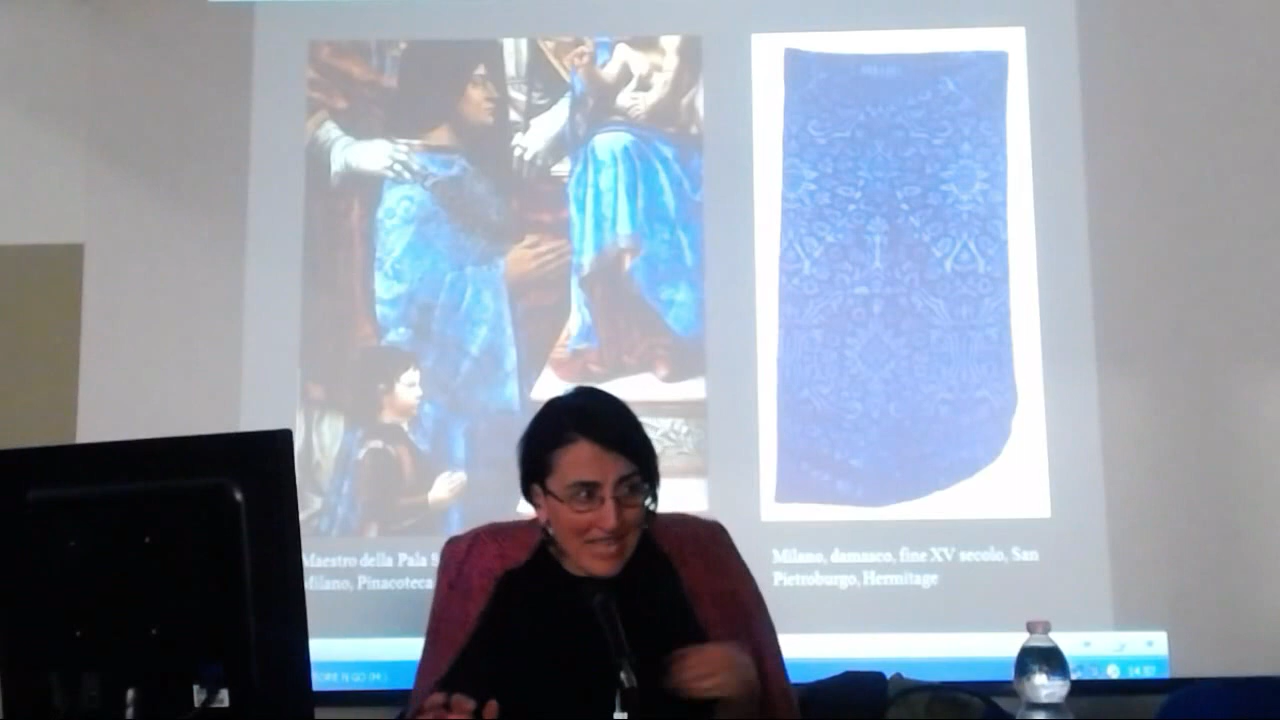 Maestro della Pala S
Milano, Pinacoteca
Milano, damasco, fine XV secolo, San
Pietroburgo, Hermitage